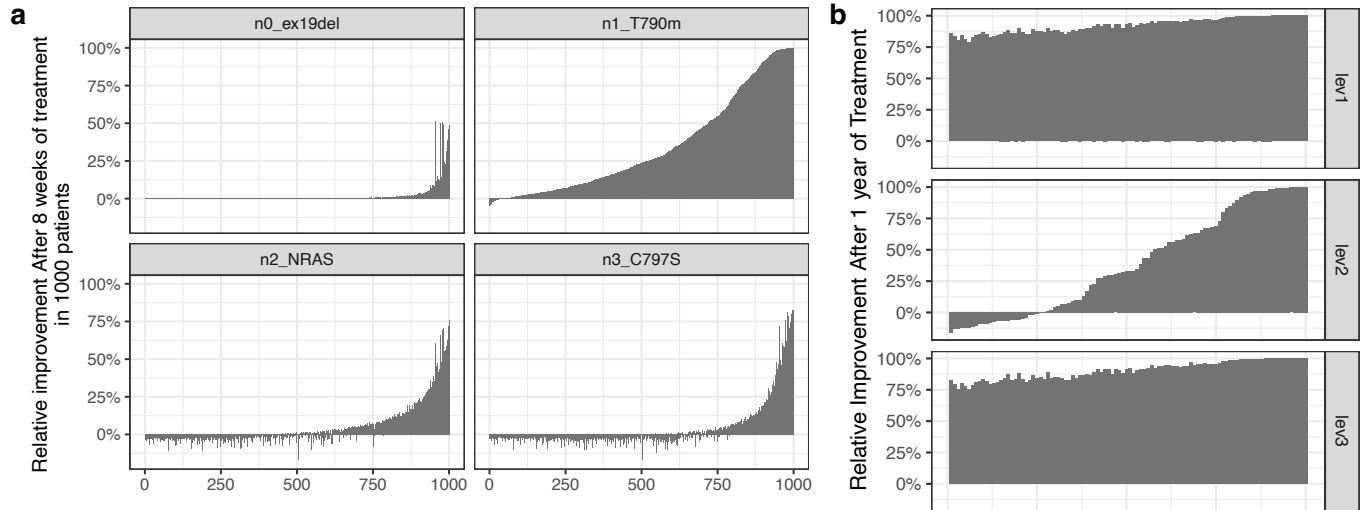 a
Relative improvement After 8 weeks of treatment
in 1000 patients
n0_ex19del
n1_T790m
100%
75%
50%
25%
0%
n2_NRAS
n3_C797S
100%
75%
50%
25%
0%
0 250 500 750 1000
0 250 500 750 1000
b
Relative Improvement After 1 year of Treatment
100%
75%
50%
25%
0%
lev1
100%
75%
50%
25%
0%
lev2
100%
75%
50%
25%
0%
lev3